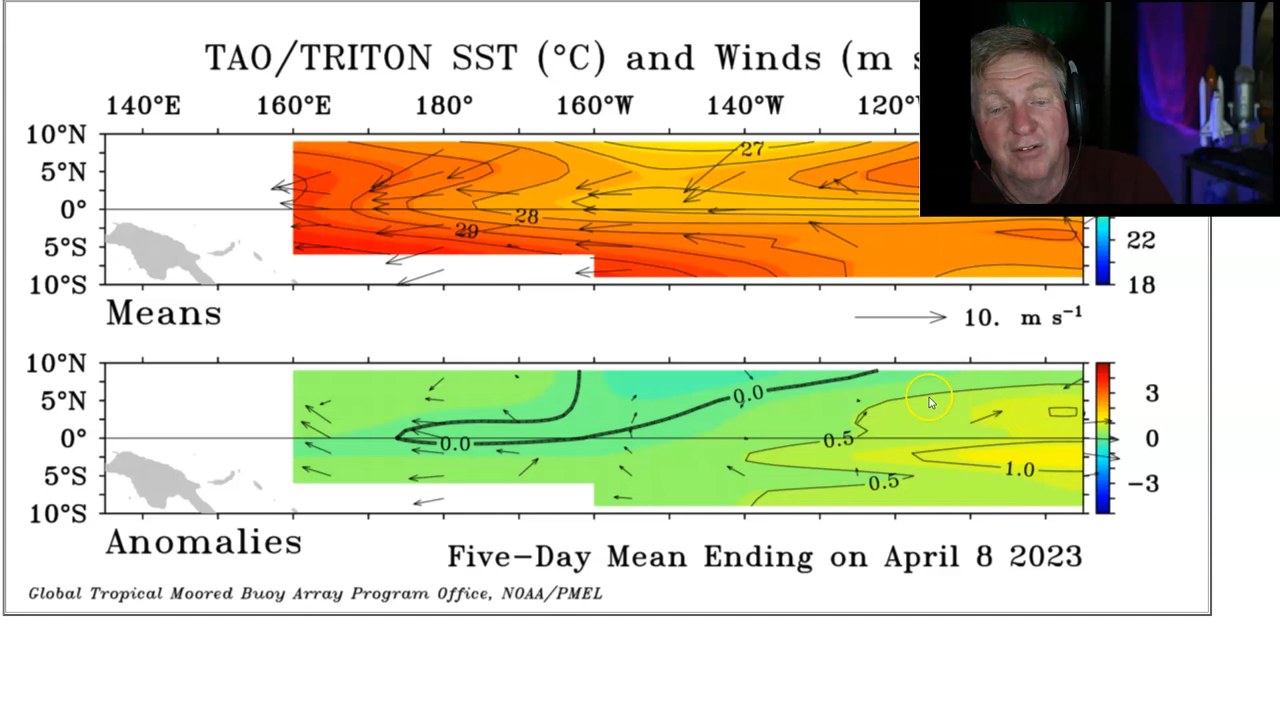 TAO/TRITON SST (°C) and Winds (m s
140°E 160°E 180° 160°W 140°W 120°W
10°N
5°N
0°
5°S
10°S
27
28
29
22
18
Means
10. m s⁻¹
10°N
5°N
0°
5°S
10°S
0.0
0.0
0.5
0.5
1.0
3
0
−3
Anomalies
Five−Day Mean Ending on April 8 2023
Global Tropical Moored Buoy Array Program Office, NOAA/PMEL